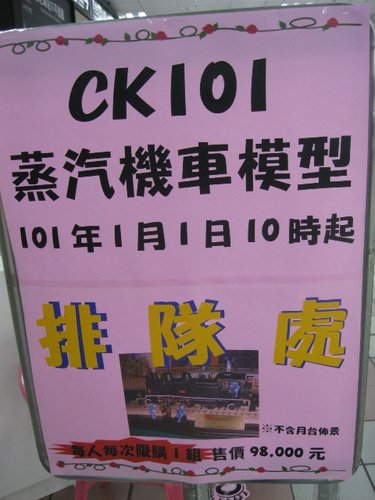 CK101
蒸汽機車模型
101年1月1日10時起
排隊處
※不含月台佈景
每人每次限購1組 售價98,000元